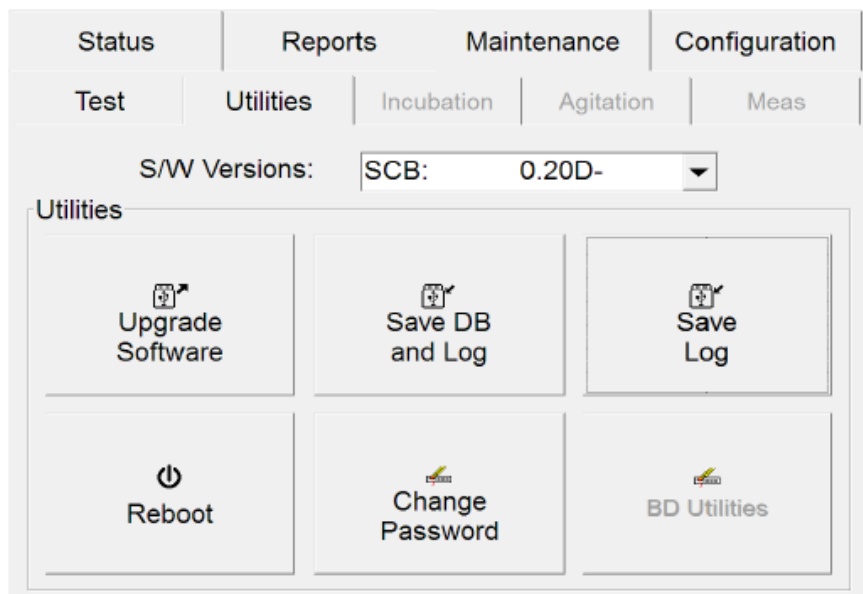 Status Reports Maintenance Configuration
Test Utilities Incubation Agitation Meas
S/W Versions: SCB: 0.20D-
Utilities
Upgrade
Software
Save DB
and Log
Save
Log
Reboot
Change
Password
BD Utilities